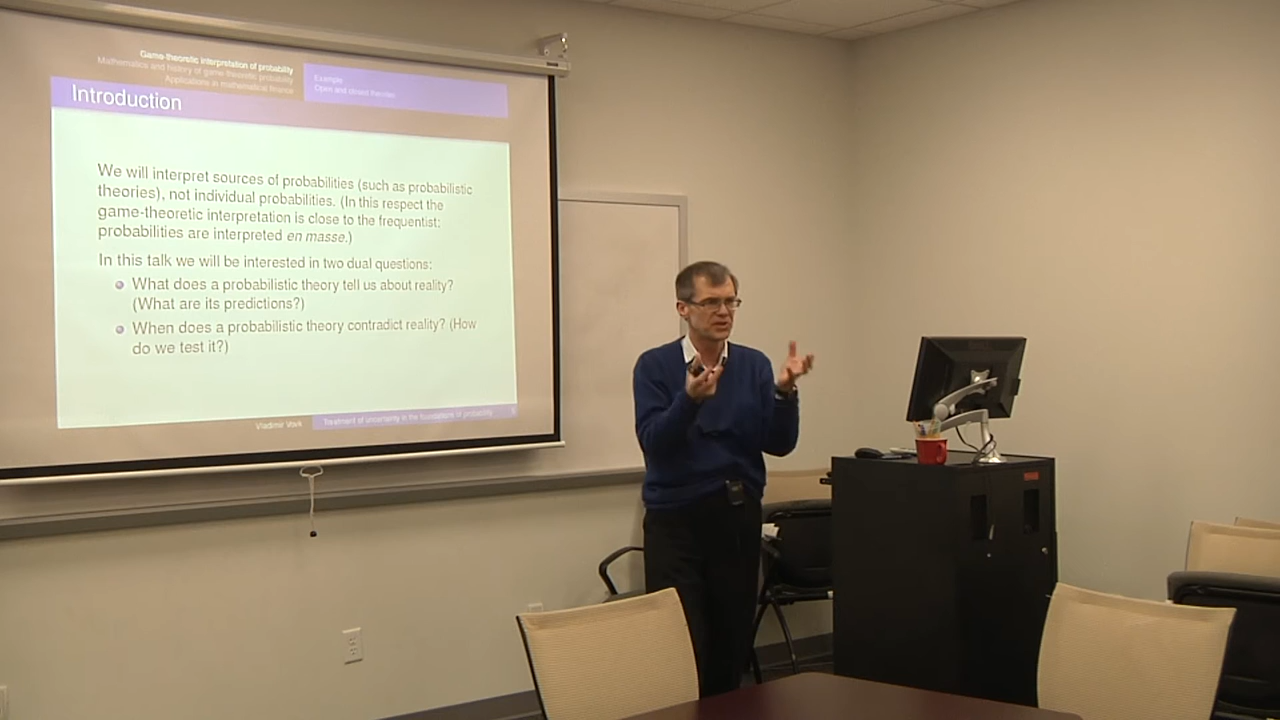 Game-theoretic interpretation of probability
Mathematics and history of game-theoretic probability
Applications in mathematical finance
Example
Open and closed theories
Introduction
We will interpret sources of probabilities (such as probabilistic
theories), not individual probabilities. (In this respect the
game-theoretic interpretation is close to the frequentist:
probabilities are interpreted en masse.)
In this talk we will be interested in two dual questions:
What does a probabilistic theory tell us about reality?
(What are its predictions?)
When does a probabilistic theory contradict reality? (How
do we test it?)
Vladimir Vovk
Treatment of uncertainty in the foundations of probability